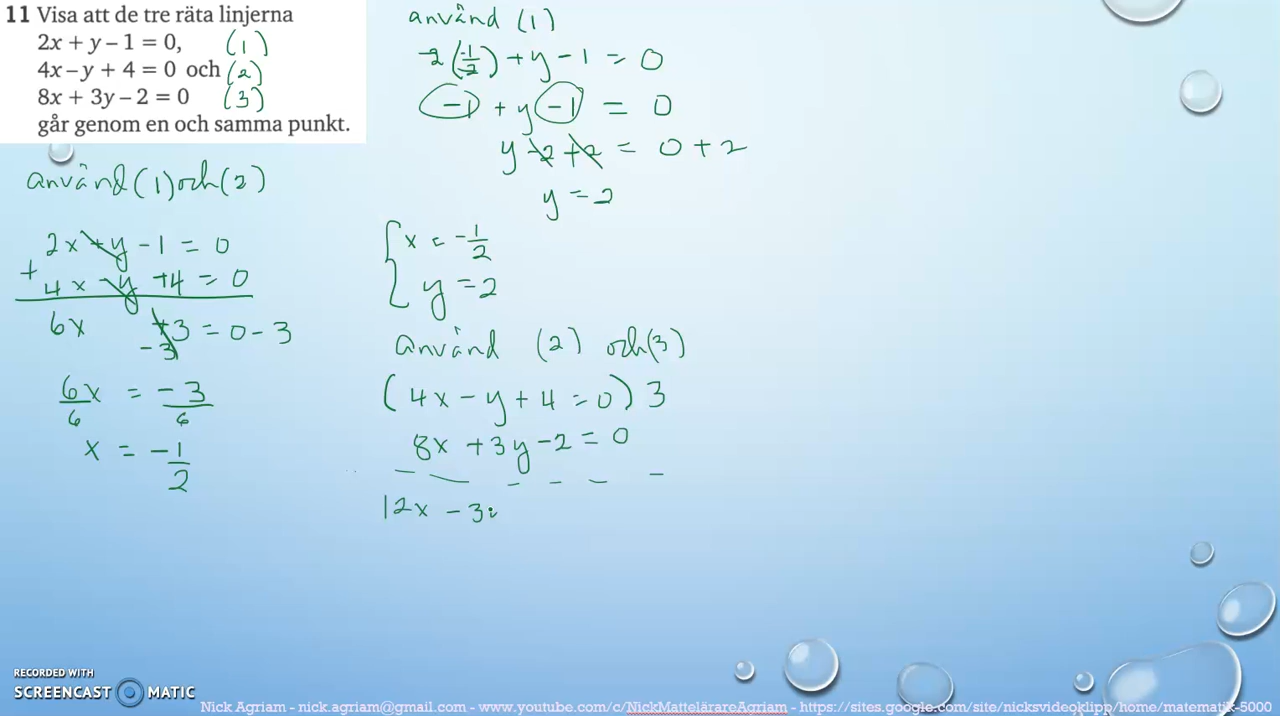 11 Visa att de tre räta linjerna
2x + y – 1 = 0, (1)
4x – y + 4 = 0 och (2)
8x + 3y – 2 = 0 (3)
går genom en och samma punkt.
använd (1) och (2)
2x + y - 1 = 0
+ 4x - y + 4 = 0
6x + 3 = 0 - 3
- 3
6x/6 = -3/6
x = -1/2
använd (1)
2(-1/2) + y - 1 = 0
-1 + y - 1 = 0
y - 2 + 2 = 0 + 2
y = 2
{ x = -1/2
y = 2
använd (2) och (3)
(4x - y + 4 = 0) 3
8x + 3y - 2 = 0
12x - 3
RECORDED WITH
SCREENCAST MATIC
Nick Agriam - nick.agriam@gmail.com - www.youtube.com/c/NickMattelärareAgriam - https://sites.google.com/site/nicksvideoklipp/home/matematik-5000